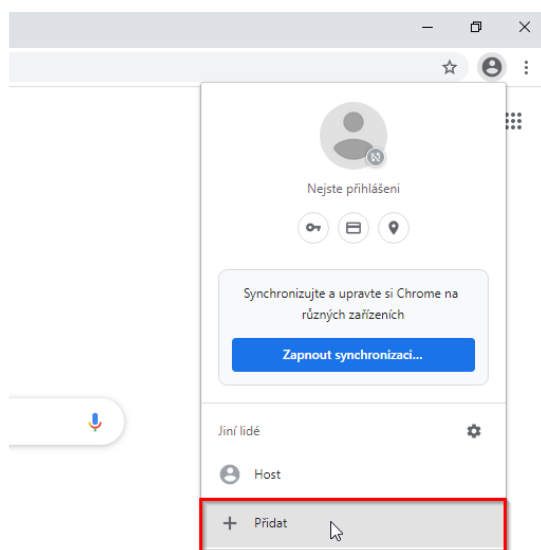 Nejste přihlášeni
Synchronizujte a upravte si Chrome na
různých zařízeních
Zapnout synchronizaci...
Jiní lidé
Host
Přidat